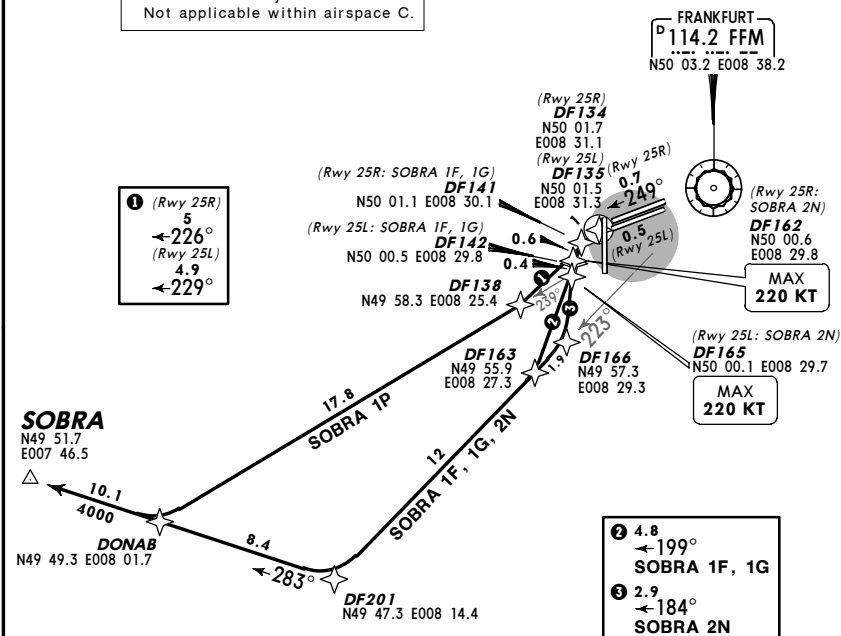 Not applicable within airspace C.
FRANKFURT
D 114.2 FFM
N50 03.2 E008 38.2
(Rwy 25R)
DF134
N50 01.7
E008 31.1
(Rwy 25L)
DF135
N50 01.5
E008 31.3
(Rwy 25R)
0.7
←249°
0.5
(Rwy 25L)
(Rwy 25R: SOBRA 1F, 1G)
DF141
N50 01.1 E008 30.1
1
(Rwy 25L: SOBRA 1F, 1G)
DF142
N50 00.5 E008 29.8
0.6
0.4
(Rwy 25R:
SOBRA 2N)
DF162
N50 00.6
E008 29.8
MAX
220 KT
❶ (Rwy 25R)
5
←226°
(Rwy 25L)
4.9
←229°
DF138
N49 58.3 E008 25.4
❶
239°
❷
❸
223°
(Rwy 25L: SOBRA 2N)
DF165
N50 00.1 E008 29.7
MAX
220 KT
DF163
N49 55.9
E008 27.3
1.9
DF166
N49 57.3
E008 29.3
17.8
SOBRA 1P
12
SOBRA 1F, 1G, 2N
SOBRA
N49 51.7
E007 46.5
10.1
4000
DONAB
N49 49.3 E008 01.7
8.4
←283°
DF201
N49 47.3 E008 14.4
❷ 4.8
←199°
SOBRA 1F, 1G
❸ 2.9
←184°
SOBRA 2N